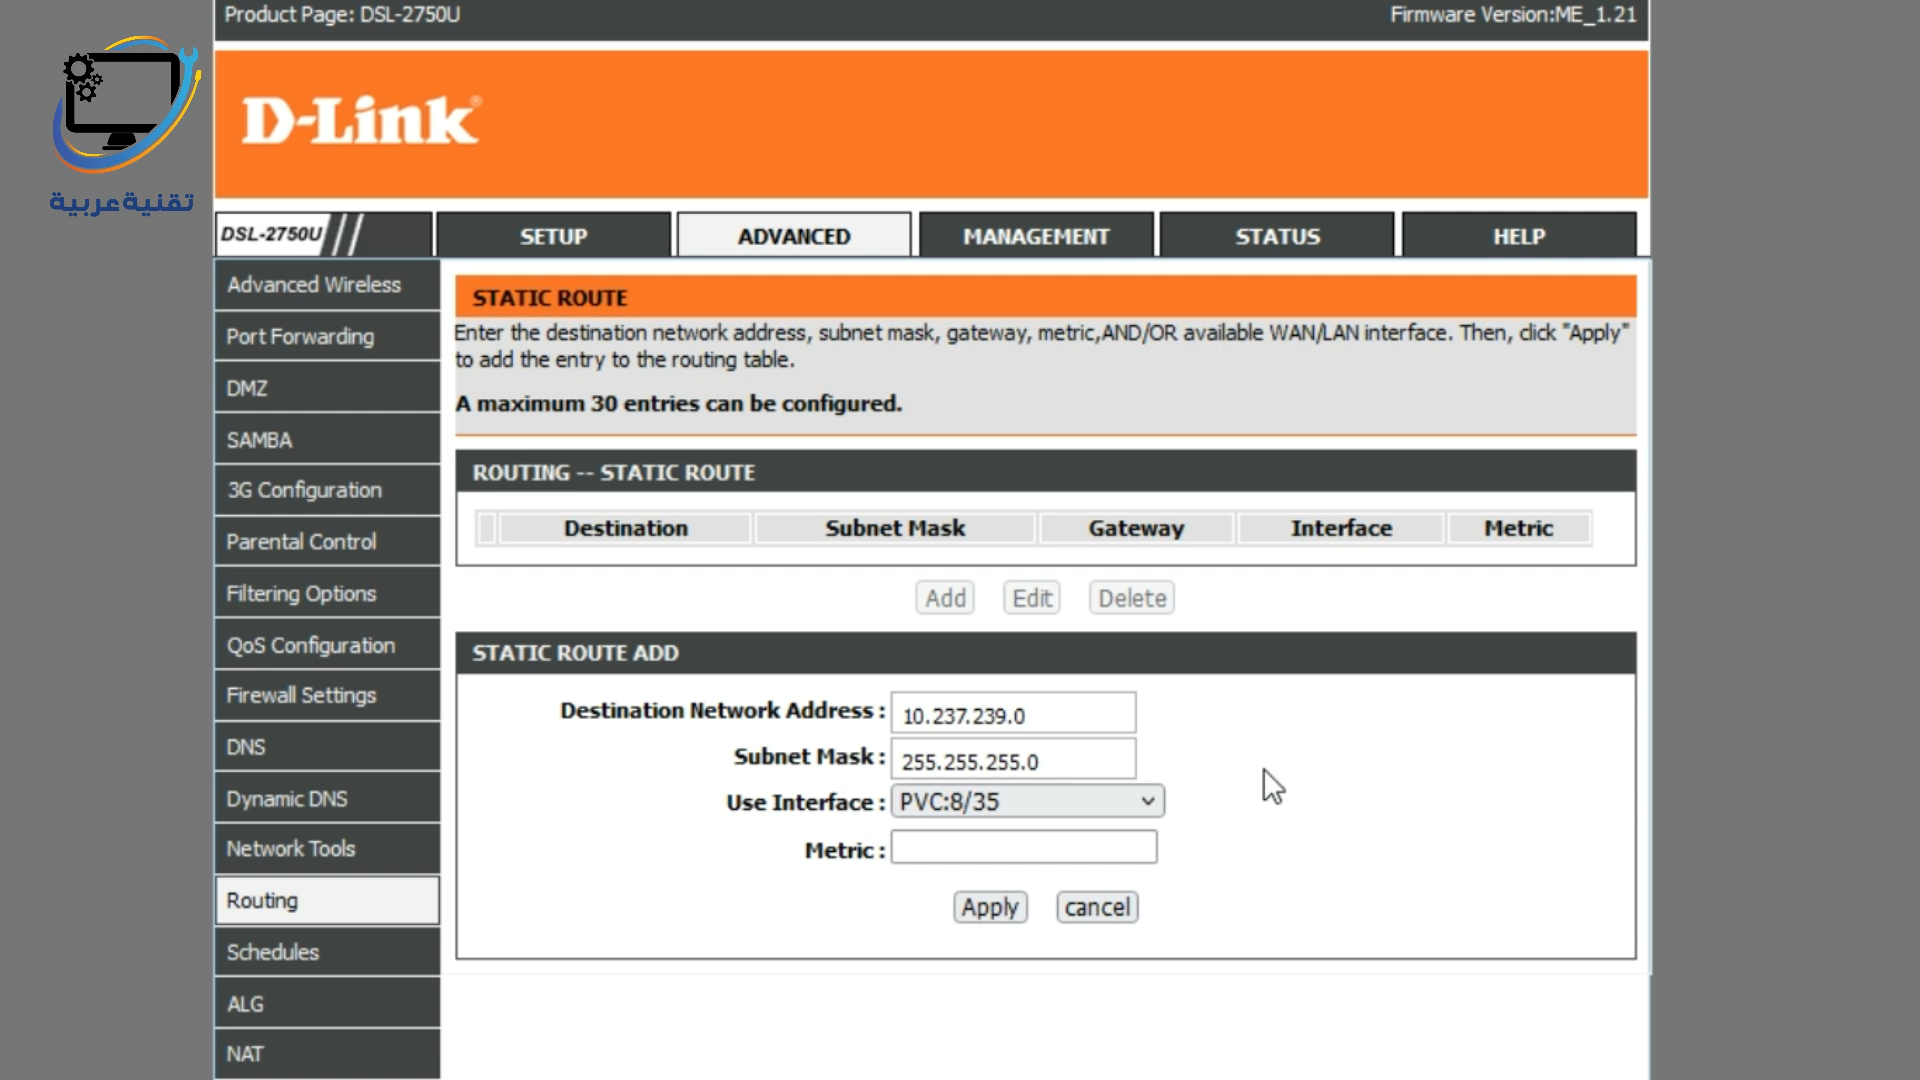 Product Page: DSL-2750U
Firmware Version:ME_1.21
تقنية عربية
D-Link®
DSL-2750U
SETUP
ADVANCED
MANAGEMENT
STATUS
HELP
Advanced Wireless
Port Forwarding
DMZ
SAMBA
3G Configuration
Parental Control
Filtering Options
QoS Configuration
Firewall Settings
DNS
Dynamic DNS
Network Tools
Routing
Schedules
ALG
NAT
STATIC ROUTE
Enter the destination network address, subnet mask, gateway, metric,AND/OR available WAN/LAN interface. Then, click "Apply"
to add the entry to the routing table.
A maximum 30 entries can be configured.
ROUTING -- STATIC ROUTE
Destination Subnet Mask Gateway Interface Metric
Add Edit Delete
STATIC ROUTE ADD
Destination Network Address : 10.237.239.0
Subnet Mask : 255.255.255.0
Use Interface : PVC:8/35
Metric :
Apply cancel